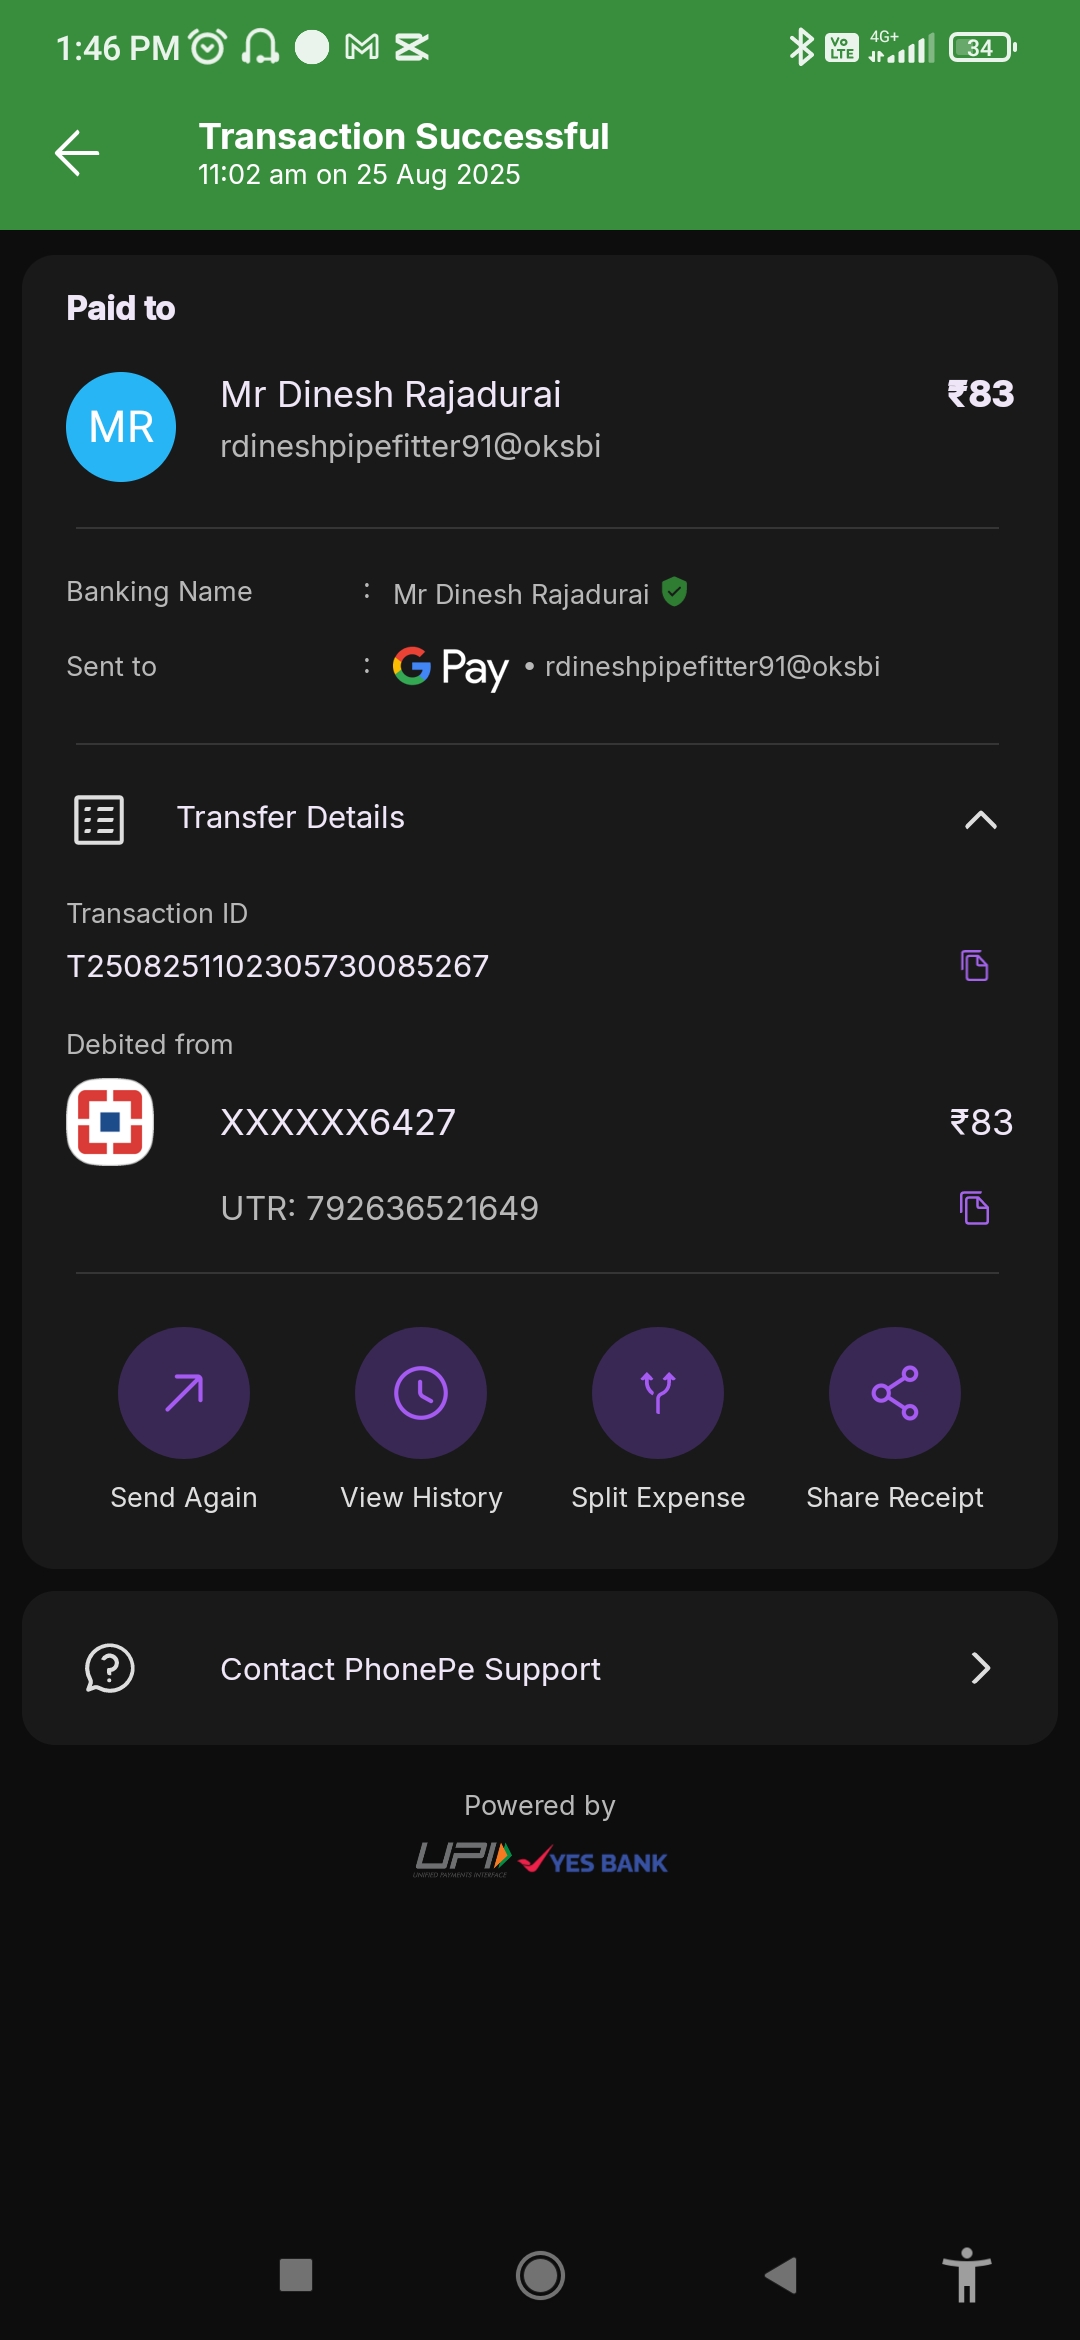 1:46 PM
4G+
Vo LTE
34
Transaction Successful
11:02 am on 25 Aug 2025
Paid to
MR
Mr Dinesh Rajadurai ₹83
rdineshpipefitter91@oksbi
Banking Name : Mr Dinesh Rajadurai
Sent to : G Pay • rdineshpipefitter91@oksbi
Transfer Details
Transaction ID
T2508251102305730085267
Debited from
XXXXXX6427 ₹83
UTR: 792636521649
Send Again View History Split Expense Share Receipt
Contact PhonePe Support
Powered by
UPI YES BANK
UNIFIED PAYMENTS INTERFACE